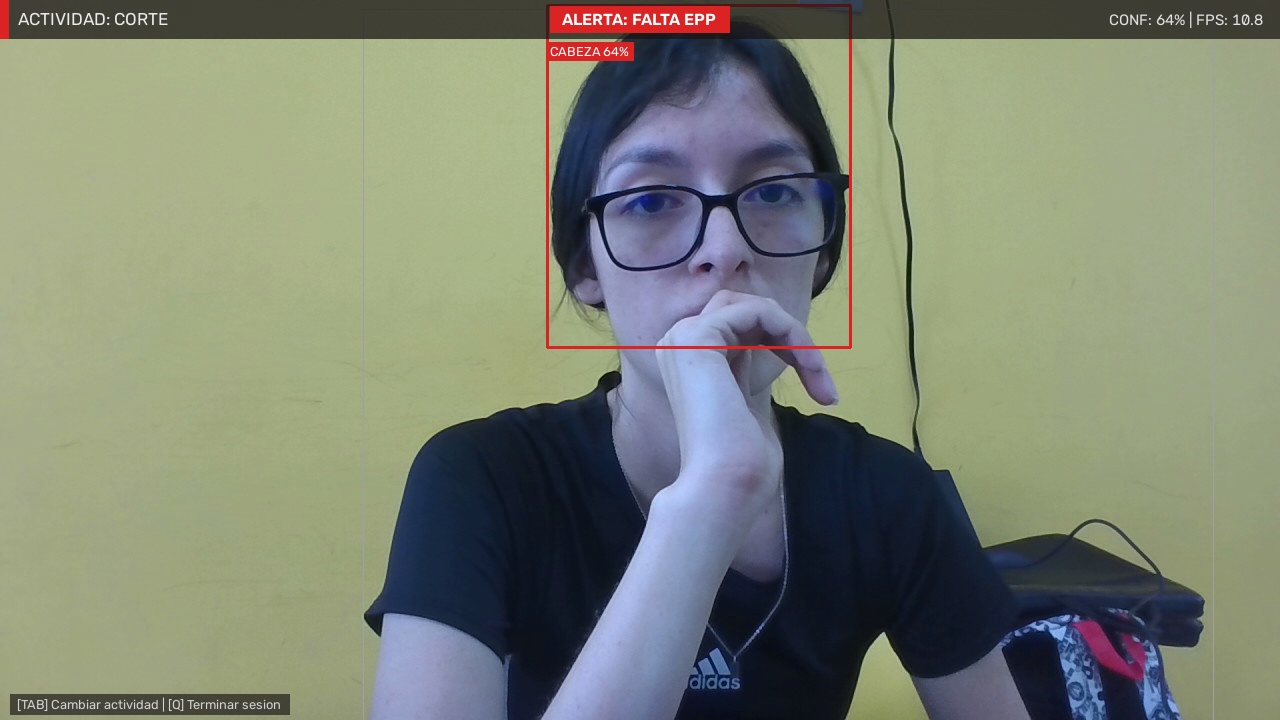 ACTIVIDAD: CORTE
ALERTA: FALTA EPP
CONF: 64% | FPS: 10.8
CABEZA 64%
adidas
[TAB] Cambiar actividad | [Q] Terminar sesion